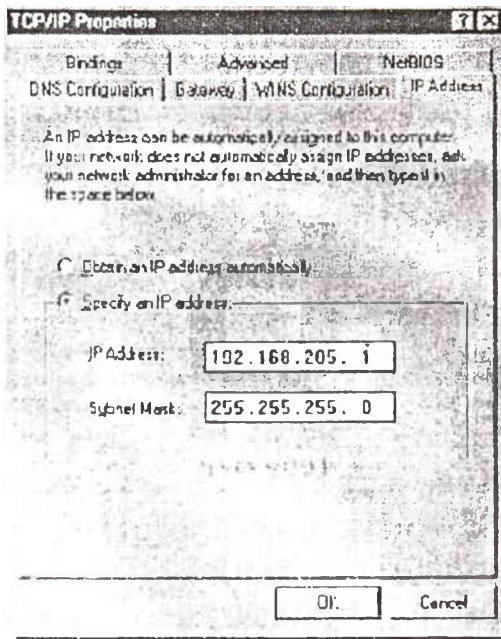 TCP/IP Properties
Bindings Advanced NetBIOS
DNS Configuration Gateway WINS Configuration IP Address
An IP address can be automatically assigned to this computer.
If your network does not automatically assign IP addresses, ask
your network administrator for an address, and then type it in
the space below.
Obtain an IP address automatically
Specify an IP address:
IP Address: 192.168.205. 1
Subnet Mask: 255.255.255. 0
OK Cancel